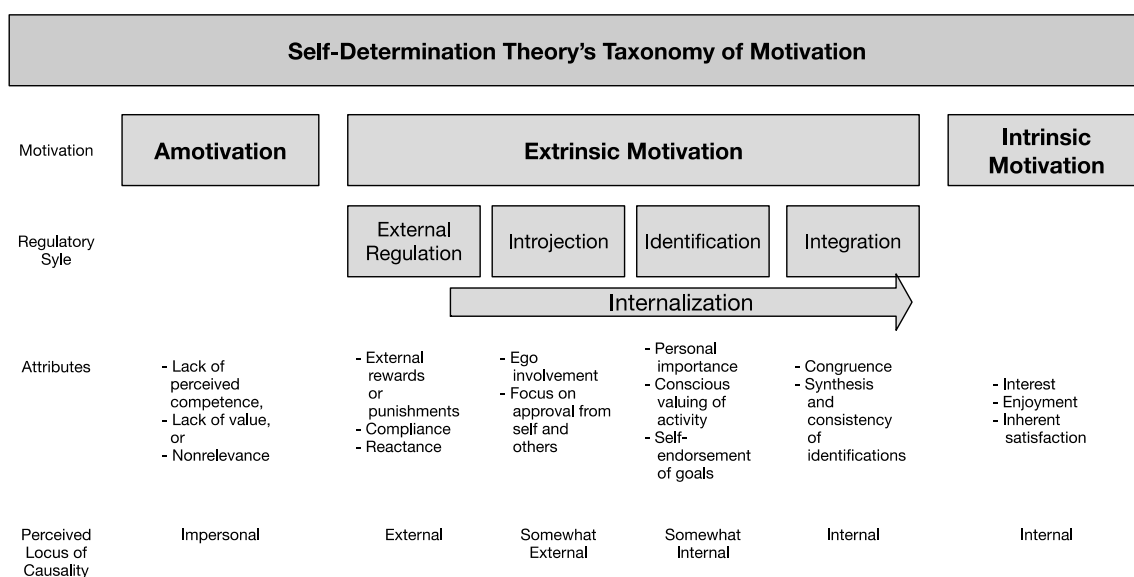 Self-Determination Theory's Taxonomy of Motivation
Motivation
Amotivation
Extrinsic Motivation
Intrinsic
Motivation
Regulatory
Syle
External
Regulation
Introjection
Identification
Integration
Internalization
Attributes
- Lack of
perceived
competence,
- Lack of value,
or
- Nonrelevance
- External
rewards
or
punishments
- Compliance
- Reactance
- Ego
involvement
- Focus on
approval from
self and
others
- Personal
importance
- Conscious
valuing of
activity
- Self-
endorsement
of goals
- Congruence
- Synthesis
and
consistency
of
identifications
- Interest
- Enjoyment
- Inherent
satisfaction
Perceived
Locus of
Causality
Impersonal
External
Somewhat
External
Somewhat
Internal
Internal
Internal